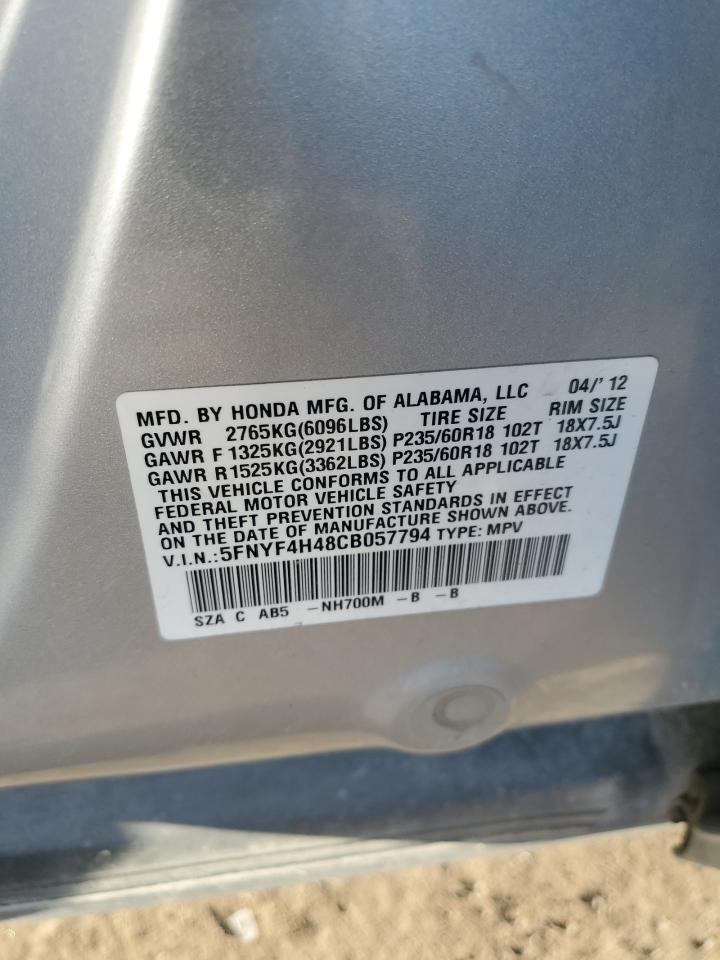 MFD. BY HONDA MFG. OF ALABAMA, LLC 04/'12
GVWR 2765KG(6096LBS) TIRE SIZE RIM SIZE
GAWR F 1325KG(2921LBS) P235/60R18 102T 18X7.5J
GAWR R1525KG(3362LBS) P235/60R18 102T 18X7.5J
THIS VEHICLE CONFORMS TO ALL APPLICABLE
FEDERAL MOTOR VEHICLE SAFETY
AND THEFT PREVENTION STANDARDS IN EFFECT
ON THE DATE OF MANUFACTURE SHOWN ABOVE.
V.I.N.:5FNYF4H48CB057794 TYPE: MPV
SZA C AB5 -NH700M -B -B